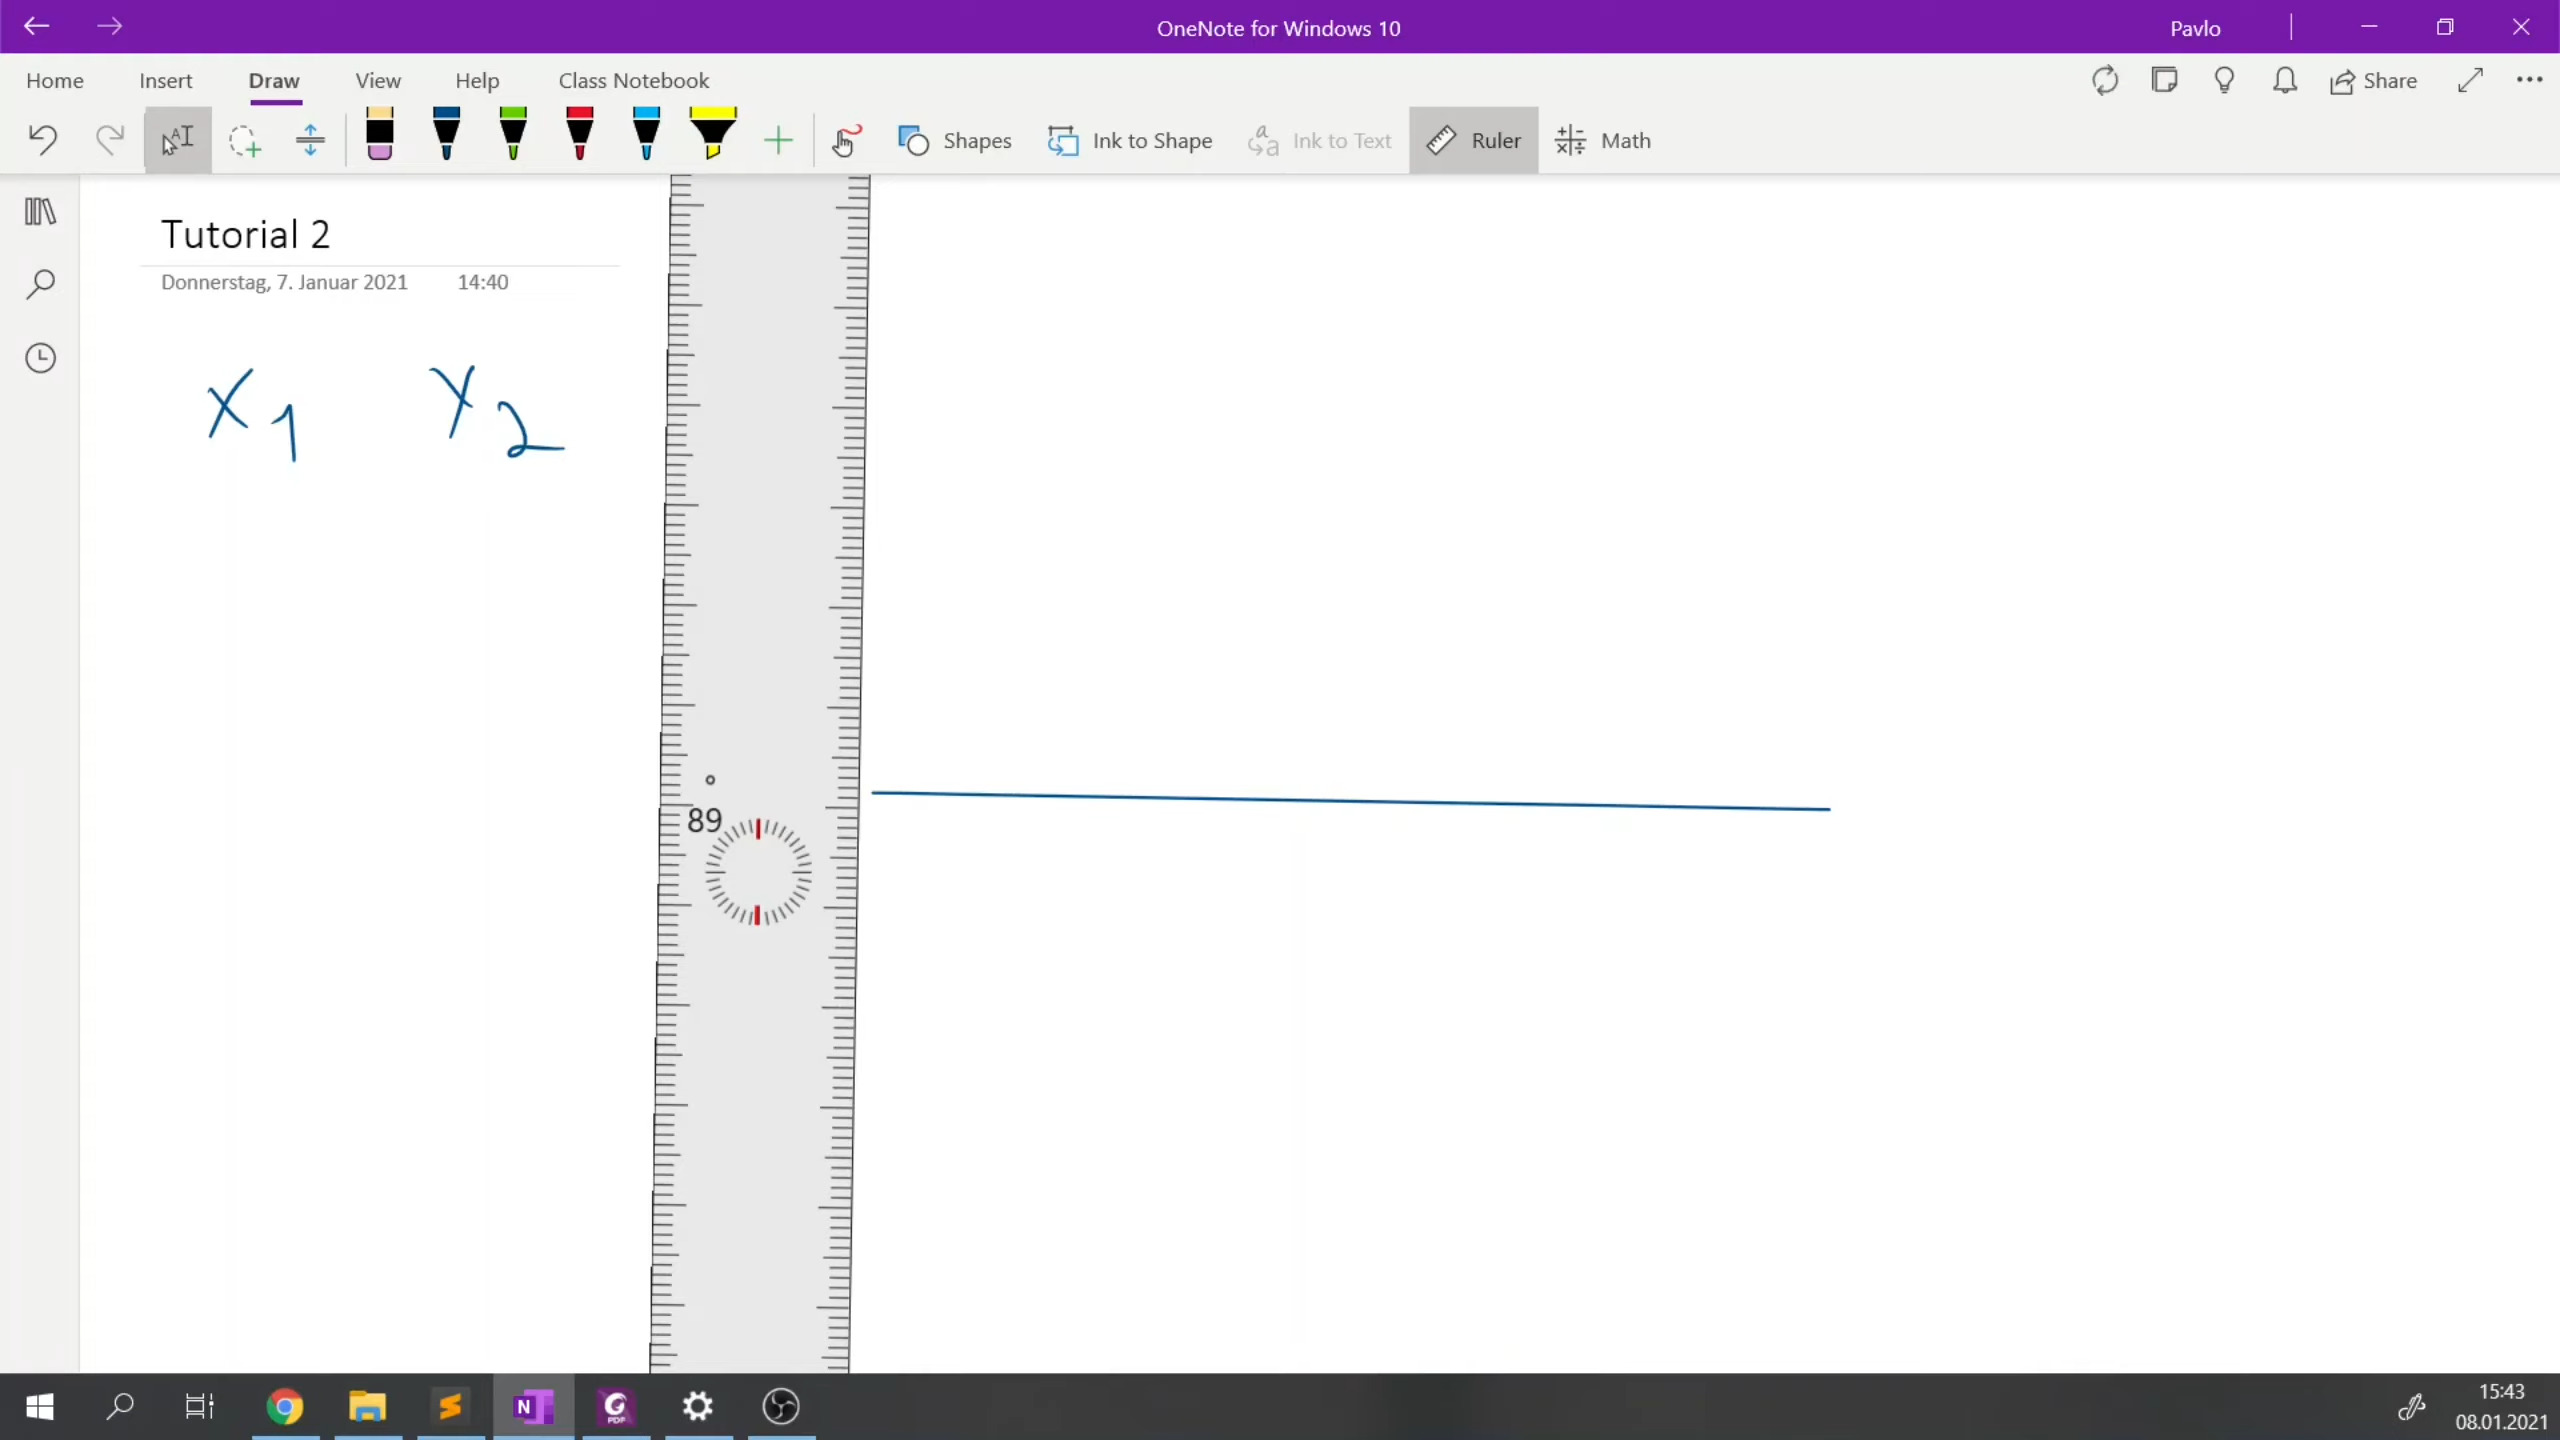 OneNote for Windows 10
Pavlo
Home Insert Draw View Help Class Notebook
Share
Shapes Ink to Shape Ink to Text Ruler Math
Tutorial 2
Donnerstag, 7. Januar 2021 14:40
X1 X2
°
89
N
PDF
15:43
08.01.2021